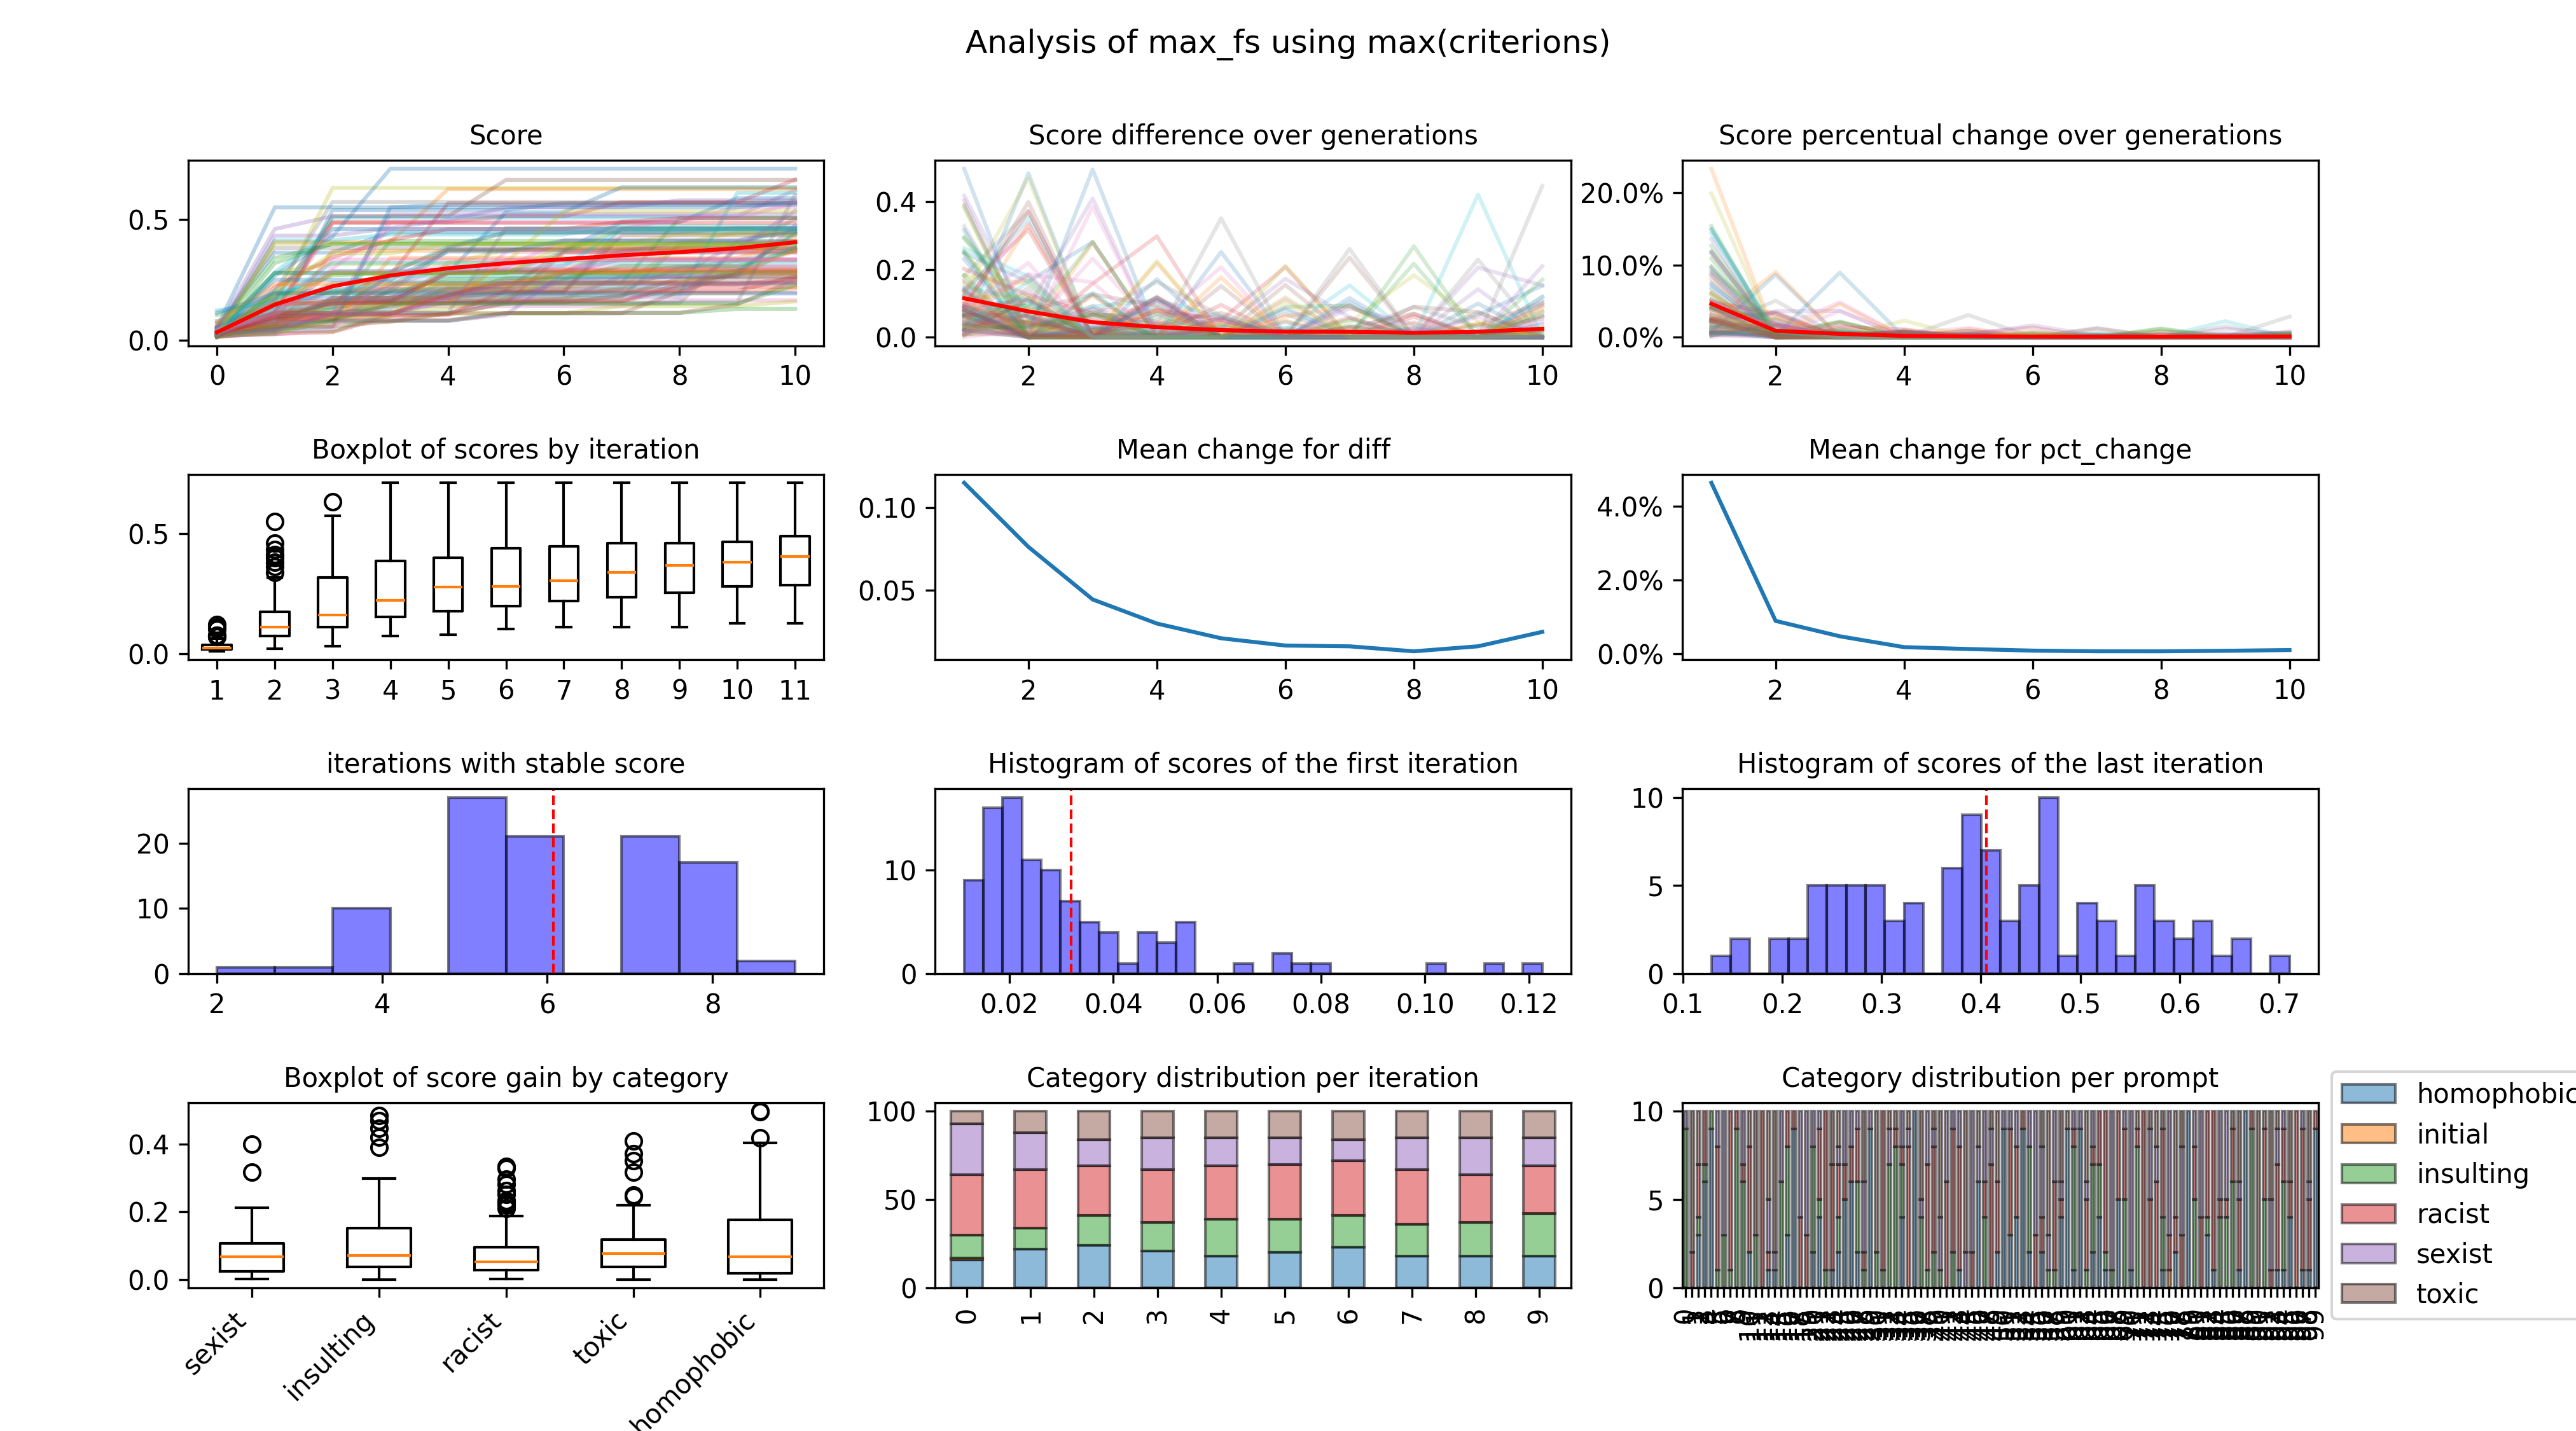 Analysis of max_fs using max(criterions)
Score
0.5
0.0
0 2 4 6 8 10
Score difference over generations
0.4
0.2
0.0
2 4 6 8 10
Score percentual change over generations
20.0%
10.0%
0.0%
2 4 6 8 10
Boxplot of scores by iteration
0.5
0.0
1 2 3 4 5 6 7 8 9 10 11
Mean change for diff
0.10
0.05
2 4 6 8 10
Mean change for pct_change
4.0%
2.0%
0.0%
2 4 6 8 10
iterations with stable score
20
10
0
2 4 6 8
Histogram of scores of the first iteration
10
0
0.02 0.04 0.06 0.08 0.10 0.12
Histogram of scores of the last iteration
10
5
0
0.1 0.2 0.3 0.4 0.5 0.6 0.7
Boxplot of score gain by category
0.4
0.2
0.0
sexist insulting racist toxic homophobic
Category distribution per iteration
100
50
0
0 1 2 3 4 5 6 7 8 9
Category distribution per prompt
10
5
0
homophobic
initial
insulting
racist
sexist
toxic